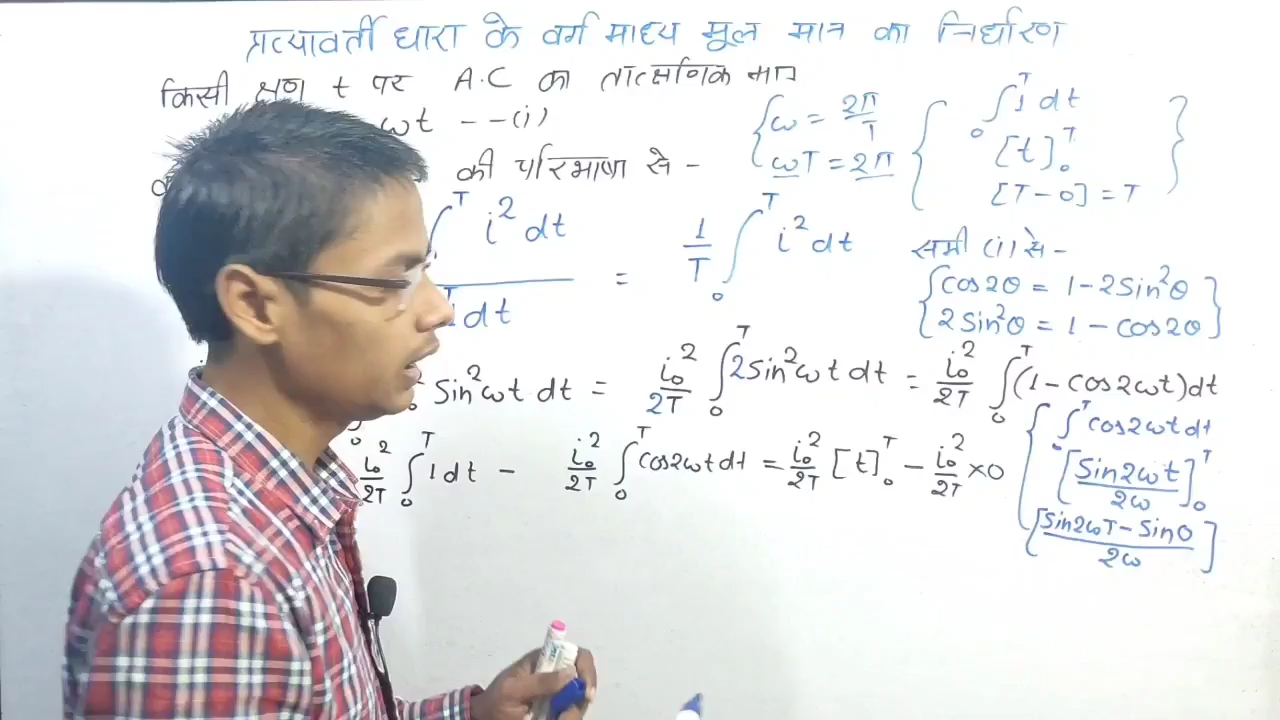 प्रत्यावर्ती धारा के वर्ग माध्य मूल मान का निर्धारण
किसी क्षण t पर A.C का तात्क्षणिक मान
ωt --(i)
{ω = 2π/T
ωT = 2π
{ ∫₀ᵀ 1 dt }
[t]₀ᵀ
[T-0] = T
की परिभाषा से -
∫₀ᵀ i² dt / 1dt = 1/T ∫₀ᵀ i² dt
समी (i) से -
{cos2θ = 1-2Sin²θ
2Sin²θ = 1 - cos2θ}
Sin²ωt dt = i₀²/2T ∫₀ᵀ 2Sin²ωt dt = i₀²/2T ∫₀ᵀ (1-cos2ωt)dt
i₀²/2T ∫₀ᵀ 1dt - i₀²/2T ∫₀ᵀ cos2ωt dt = i₀²/2T [t]₀ᵀ - i₀²/2T ×0
{ ∫₀ᵀ cos2ωt dt
[Sin2ωt/2ω]₀ᵀ
[Sin2ωT - Sin0/2ω]